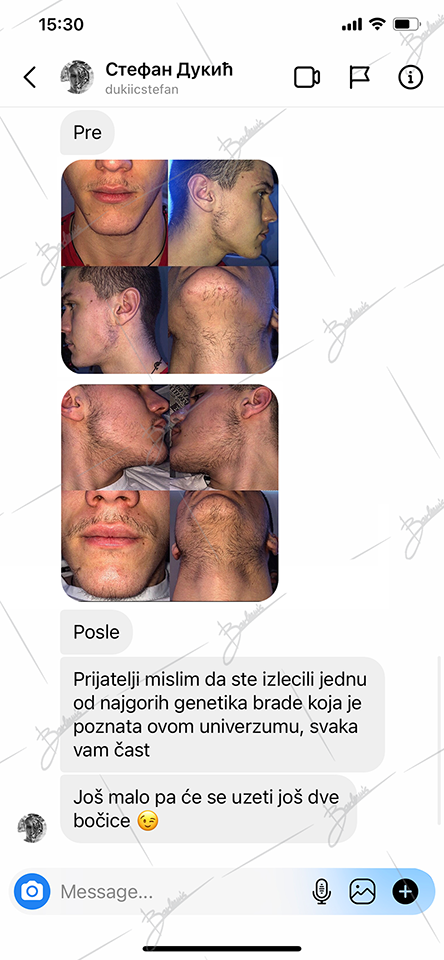 15:30
Стефан Дукић
dukiicstefan
Pre
Posle
Prijatelji mislim da ste izlecili jednu
od najgorih genetika brade koja je
poznata ovom univerzumu, svaka
vam čast
Još malo pa će se uzeti još dve
bočice 😉
Message...